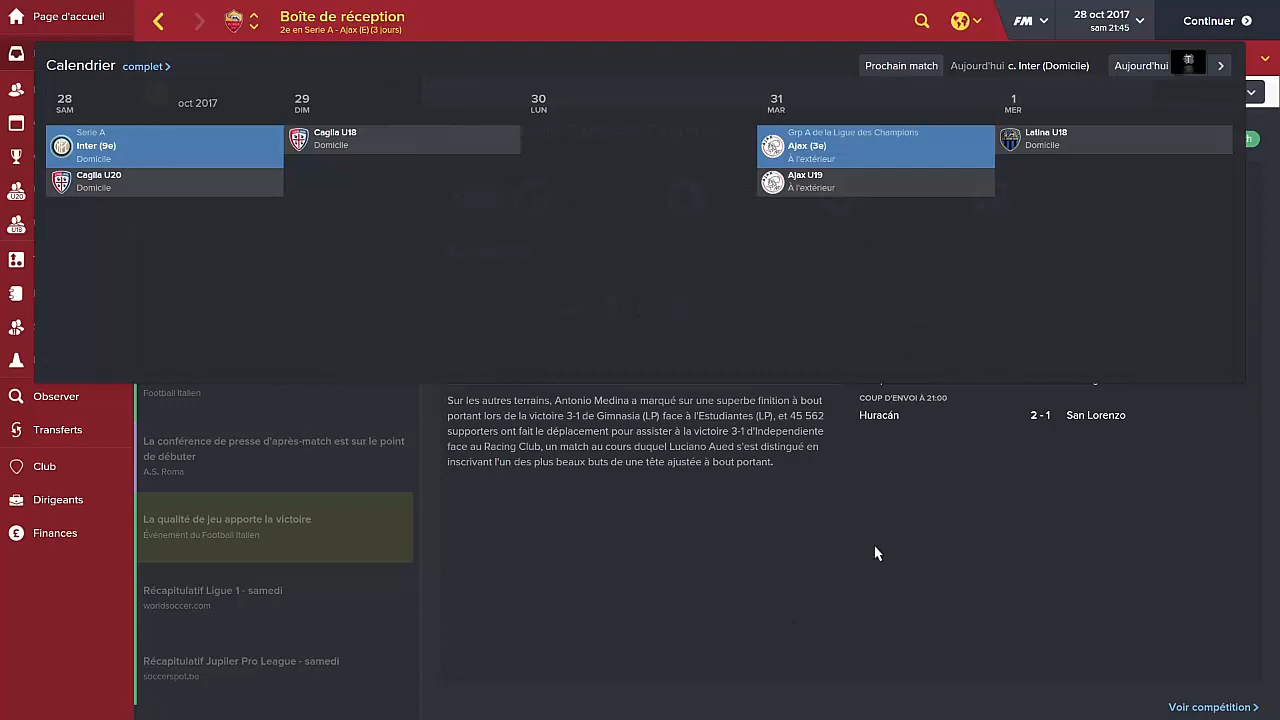 Page d'accueil
Boîte de réception
2e en Serie A - Ajax (E) (3 jours)
FM
28 oct 2017
sam 21:45
Continuer
Calendrier complet >
Prochain match
Aujourd'hui c. Inter (Domicile)
Aujourd'hui
28
SAM
oct 2017
29
DIM
30
LUN
31
MAR
1
MER
Serie A
Inter (9e)
Domicile
Caglia U18
Domicile
Grp A de la Ligue des Champions
Ajax (3e)
À l'extérieur
Latina U18
Domicile
Caglia U20
Domicile
Ajax U19
À l'extérieur
U20
U18
Observer
Transferts
Club
Dirigeants
Finances
Football Italien
La conférence de presse d'après-match est sur le point
de débuter
A.S. Roma
La qualité de jeu apporte la victoire
Événement du Football Italien
Récapitulatif Ligue 1 - samedi
worldsoccer.com
Récapitulatif Jupiler Pro League - samedi
soccerspot.be
Sur les autres terrains, Antonio Medina a marqué sur une superbe finition à bout
portant lors de la victoire 3-1 de Gimnasia (LP) face à l'Estudiantes (LP), et 45 562
supporters ont fait le déplacement pour assister à la victoire 3-1 d'Independiente
face au Racing Club, un match au cours duquel Luciano Aued s'est distingué en
inscrivant l'un des plus beaux buts de une tête ajustée à bout portant.
COUP D'ENVOI À 21:00
Huracán 2 - 1 San Lorenzo
Voir compétition >